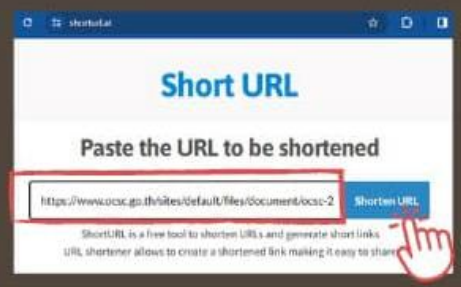 shorturl.at
Short URL
Paste the URL to be shortened
https://www.ocsc.go.th/sites/default/files/document/ocsc-2
Shorten URL
ShortURL is a free tool to shorten URLs and generate short links
URL shortener allows to create a shortened link making it easy to share